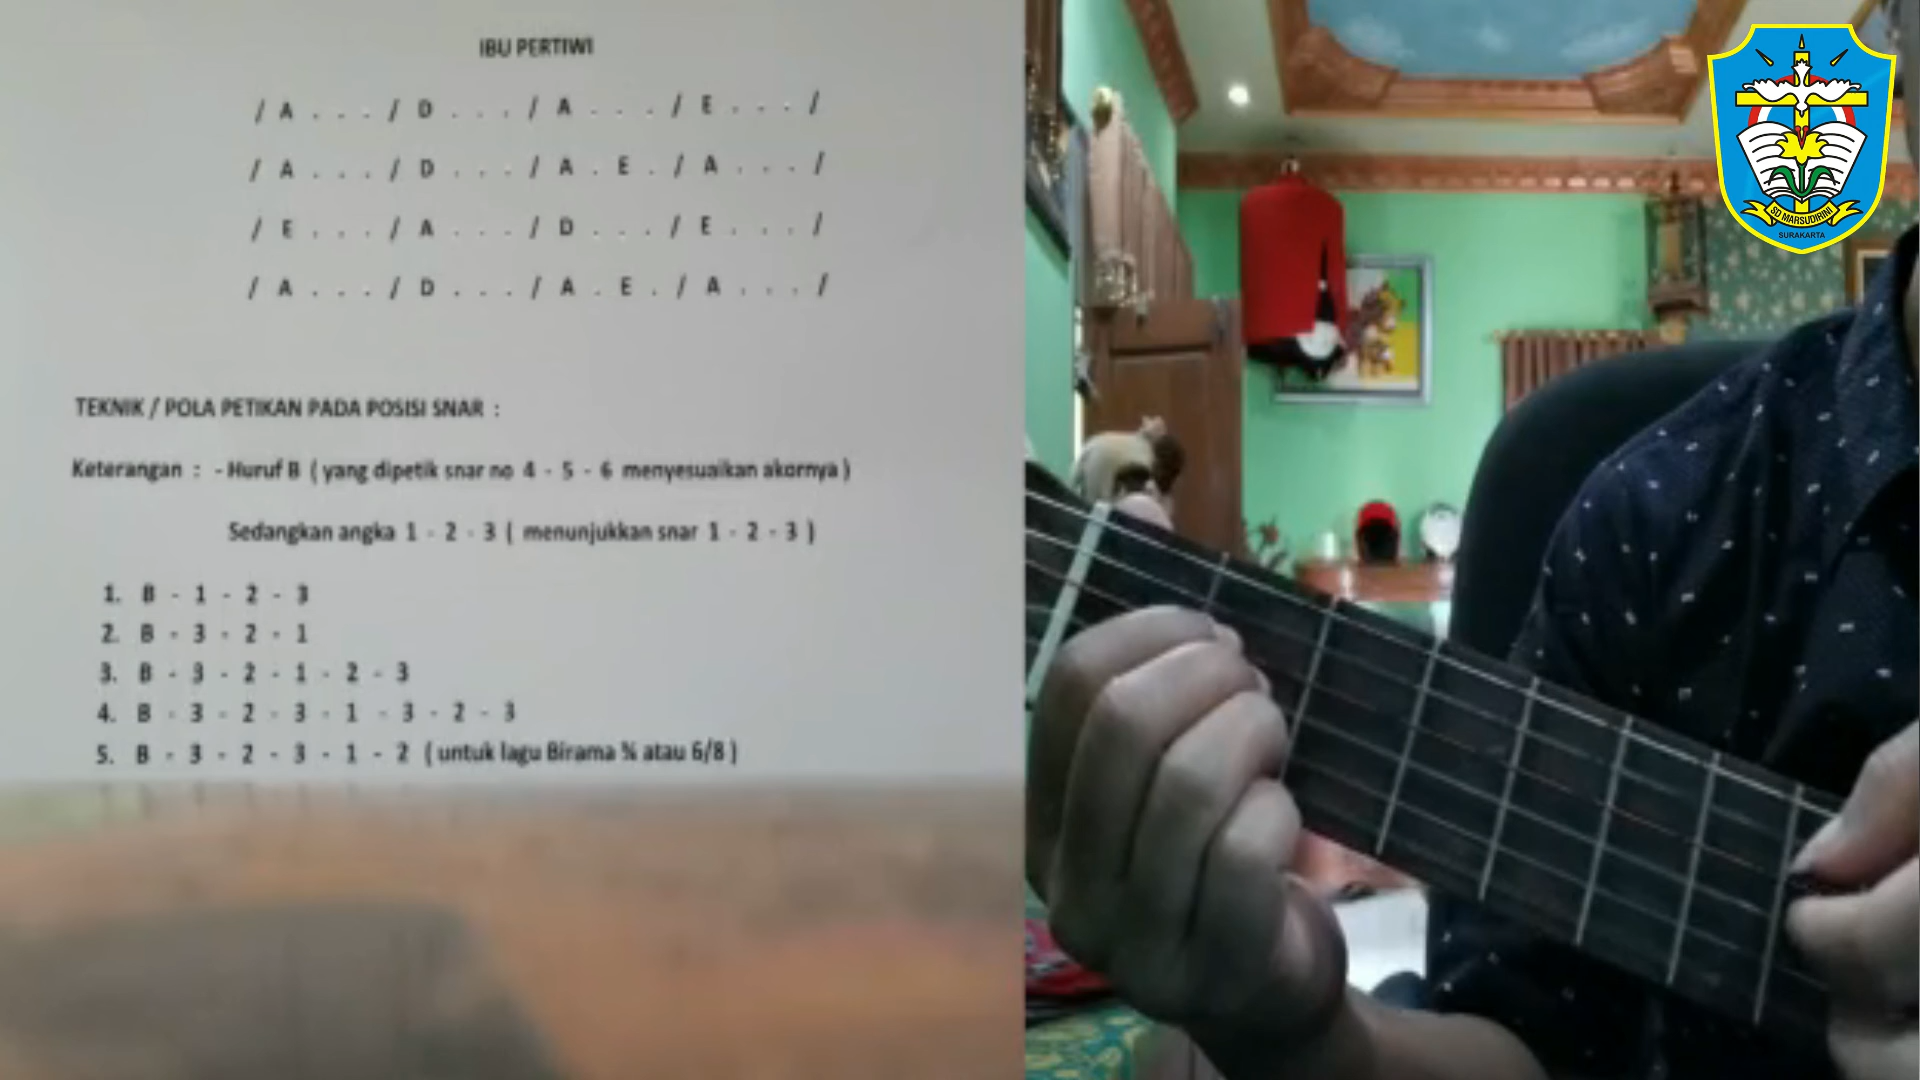 IBU PERTIWI
/ A . . . / D . . . / A . . . / E . . . /
/ A . . . / D . . . / A . E . / A . . . /
/ E . . . / A . . . / D . . . / E . . . /
/ A . . . / D . . . / A . E . / A . . . /
TEKNIK / POLA PETIKAN PADA POSISI SNAR :
Keterangan : - Huruf B ( yang dipetik snar no 4 - 5 - 6 menyesuaikan akornya )
Sedangkan angka 1 - 2 - 3 ( menunjukkan snar 1 - 2 - 3 )
1. B - 1 - 2 - 3
2. B - 3 - 2 - 1
3. B - 3 - 2 - 1 - 2 - 3
4. B - 3 - 2 - 3 - 1 - 3 - 2 - 3
5. B - 3 - 2 - 3 - 1 - 2 ( untuk lagu Birama ¾ atau 6/8 )
SD MARSUDIRINI
SURAKARTA